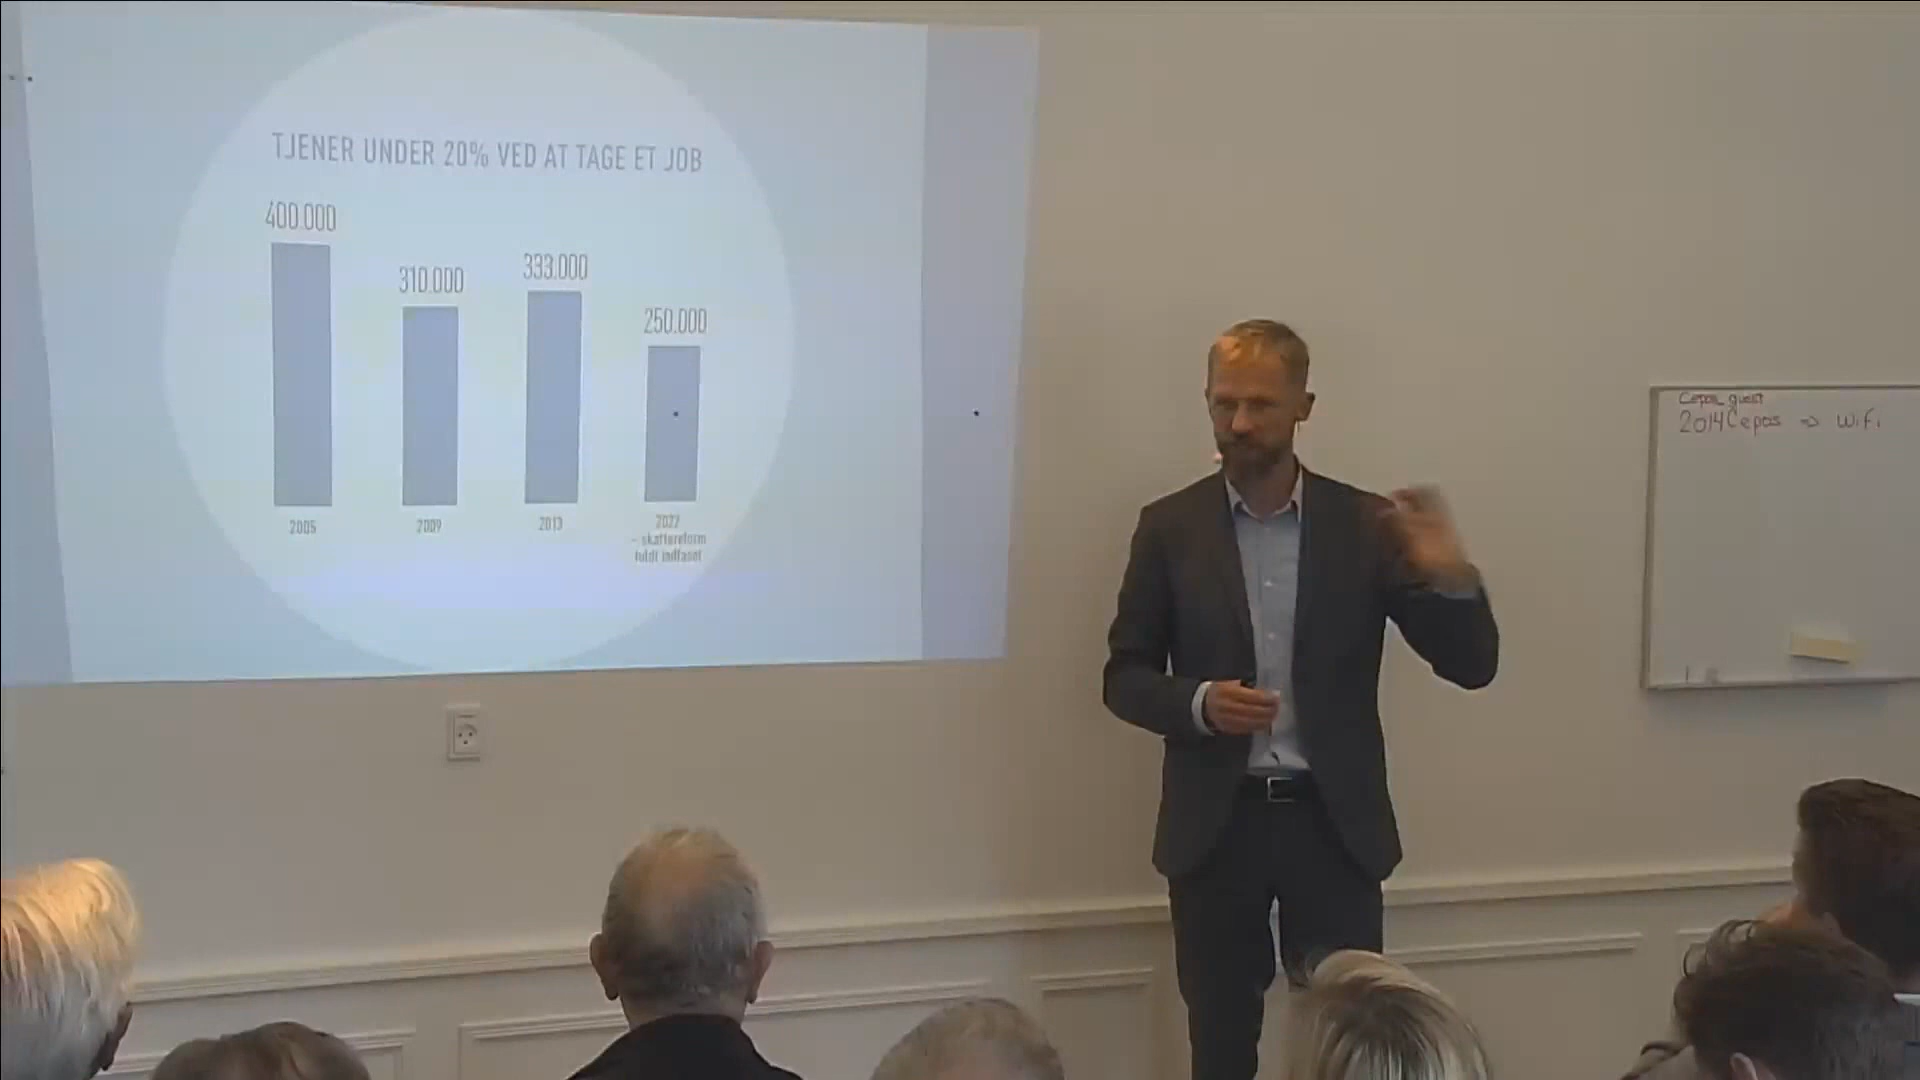 TJENER UNDER 20% VED AT TAGE ET JOB
400.000
310.000
333.000
250.000
2005
2009
2013
2022
- skattereform
fuldt indfaset
Cepos_guest
2014Cepos => WiFi